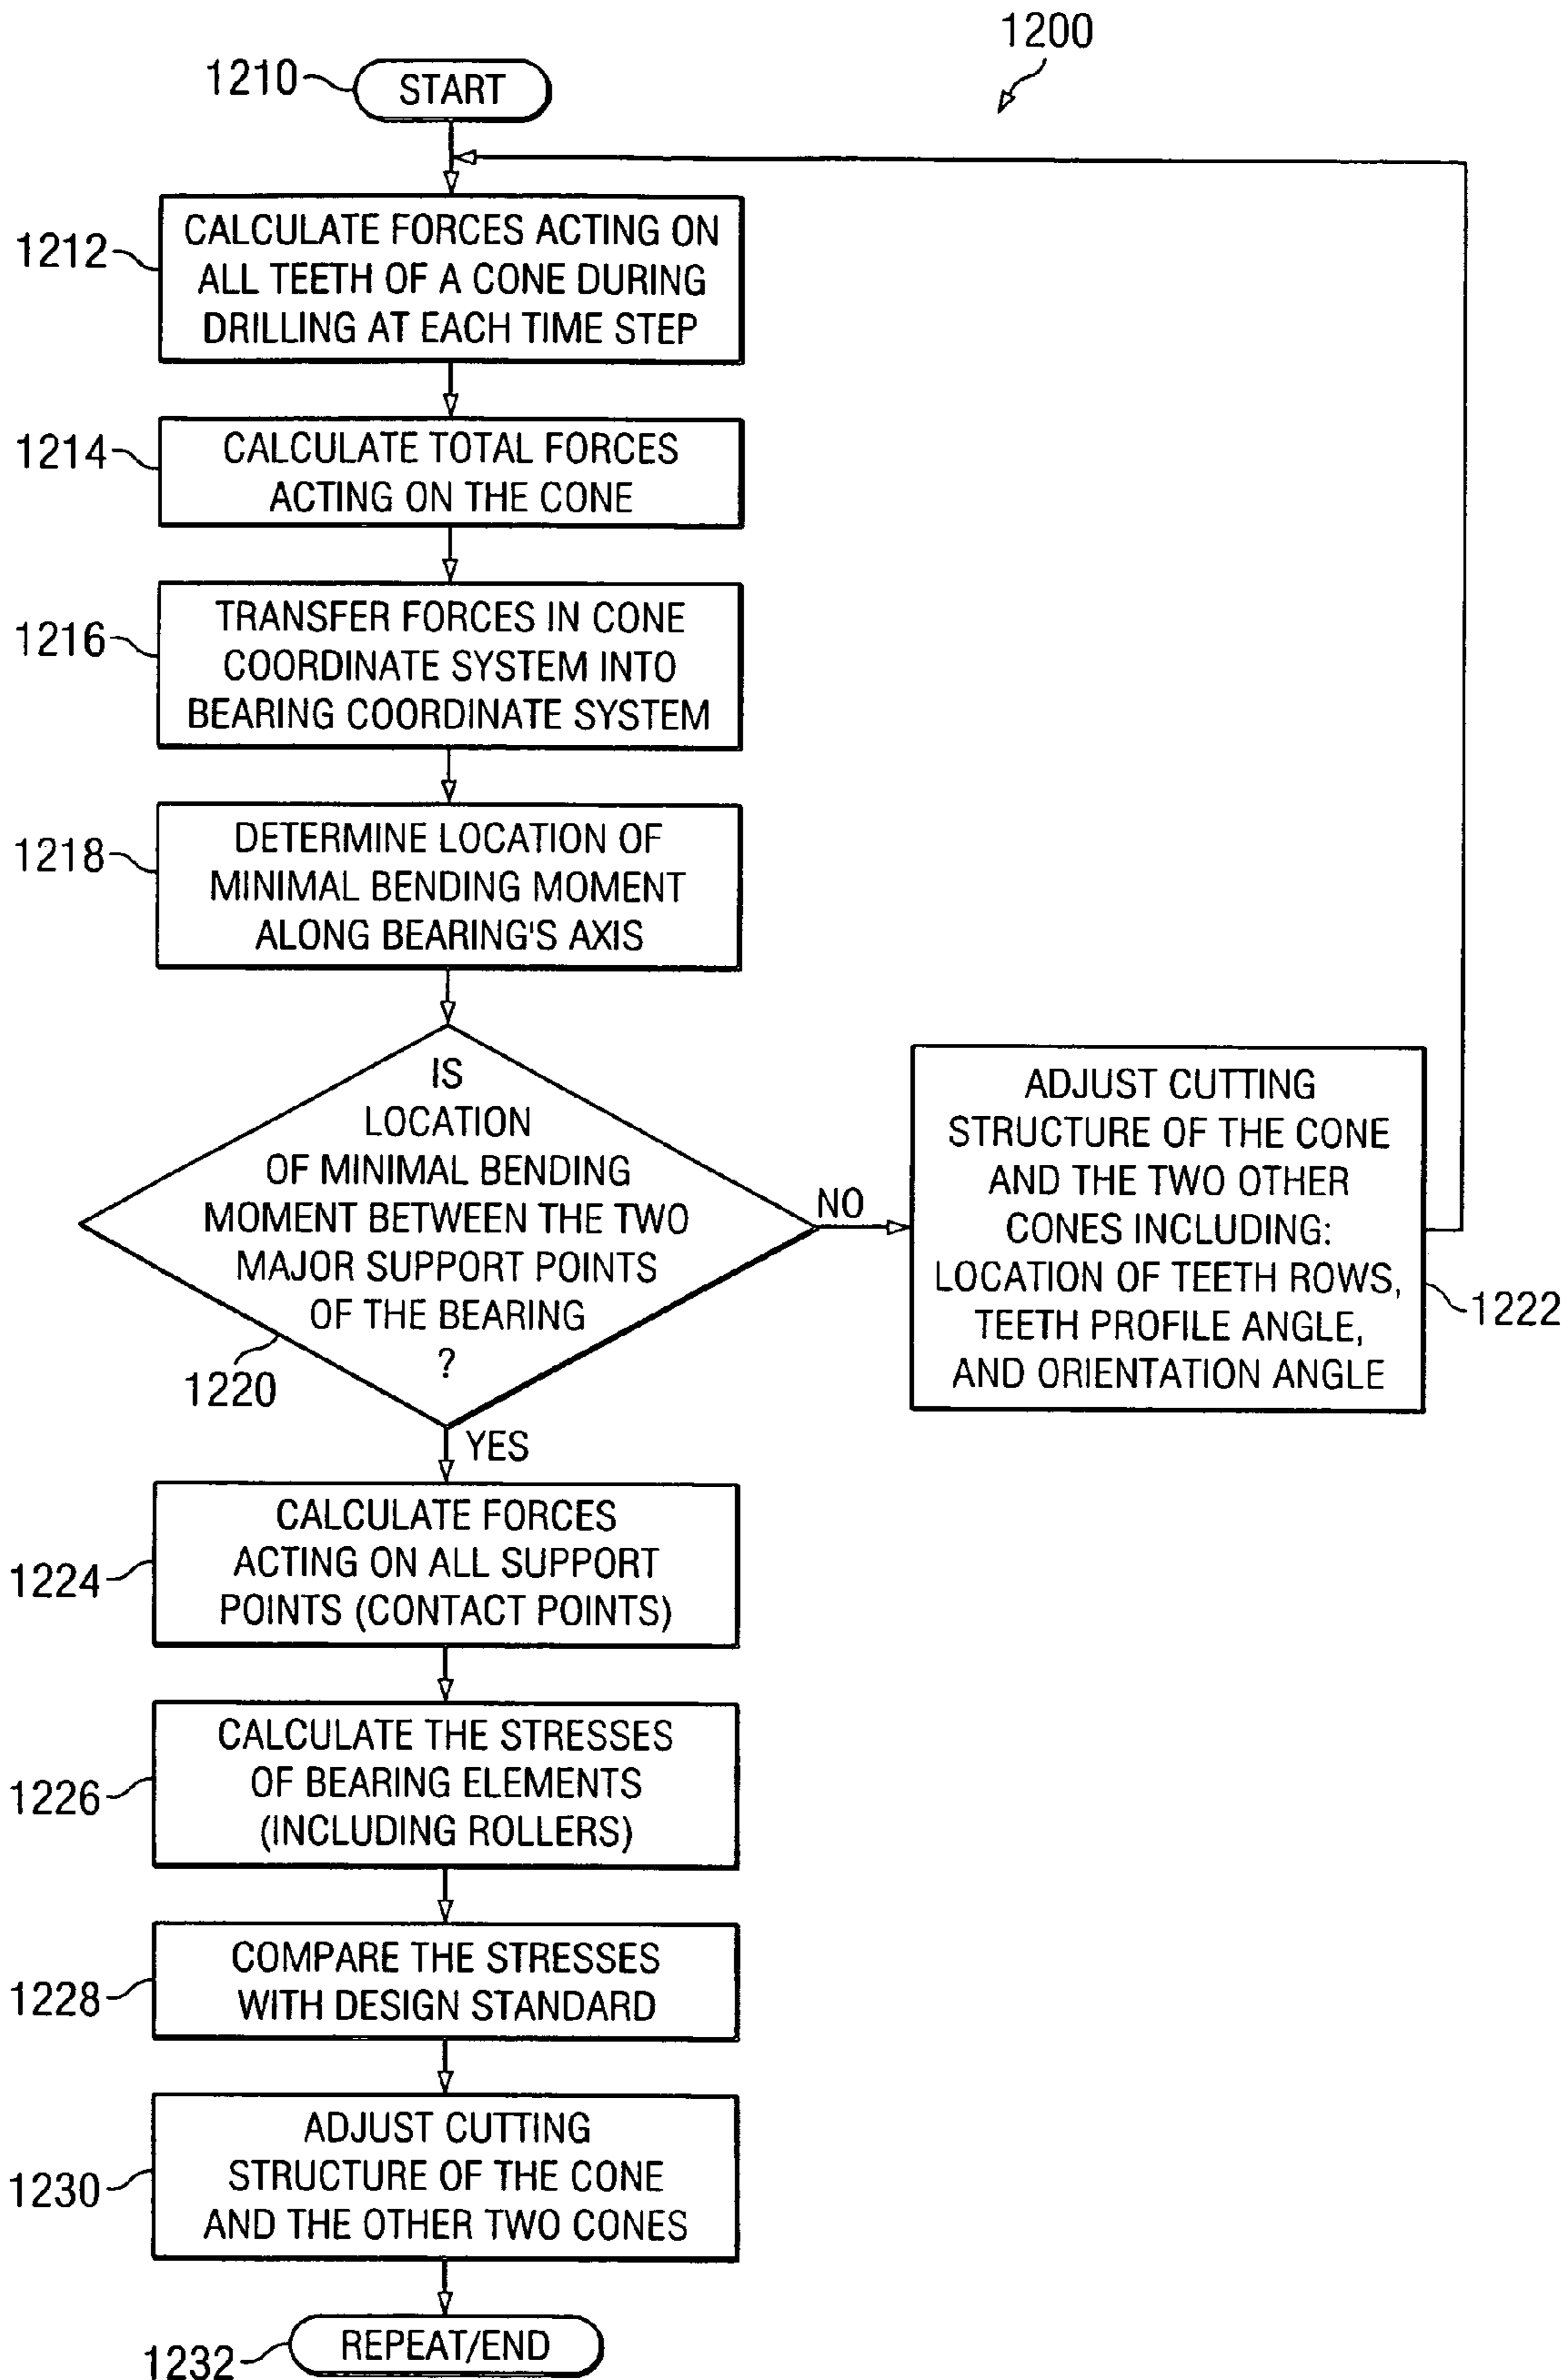 1200
1210
START
1212
CALCULATE FORCES ACTING ON
ALL TEETH OF A CONE DURING
DRILLING AT EACH TIME STEP
1214
CALCULATE TOTAL FORCES
ACTING ON THE CONE
1216
TRANSFER FORCES IN CONE
COORDINATE SYSTEM INTO
BEARING COORDINATE SYSTEM
1218
DETERMINE LOCATION OF
MINIMAL BENDING MOMENT
ALONG BEARING'S AXIS
IS
LOCATION
OF MINIMAL BENDING
MOMENT BETWEEN THE TWO
MAJOR SUPPORT POINTS
OF THE BEARING
?
1220
NO
ADJUST CUTTING
STRUCTURE OF THE CONE
AND THE TWO OTHER
CONES INCLUDING:
LOCATION OF TEETH ROWS,
TEETH PROFILE ANGLE,
AND ORIENTATION ANGLE
1222
YES
1224
CALCULATE FORCES
ACTING ON ALL SUPPORT
POINTS (CONTACT POINTS)
1226
CALCULATE THE STRESSES
OF BEARING ELEMENTS
(INCLUDING ROLLERS)
1228
COMPARE THE STRESSES
WITH DESIGN STANDARD
1230
ADJUST CUTTING
STRUCTURE OF THE CONE
AND THE OTHER TWO CONES
1232
REPEAT/END